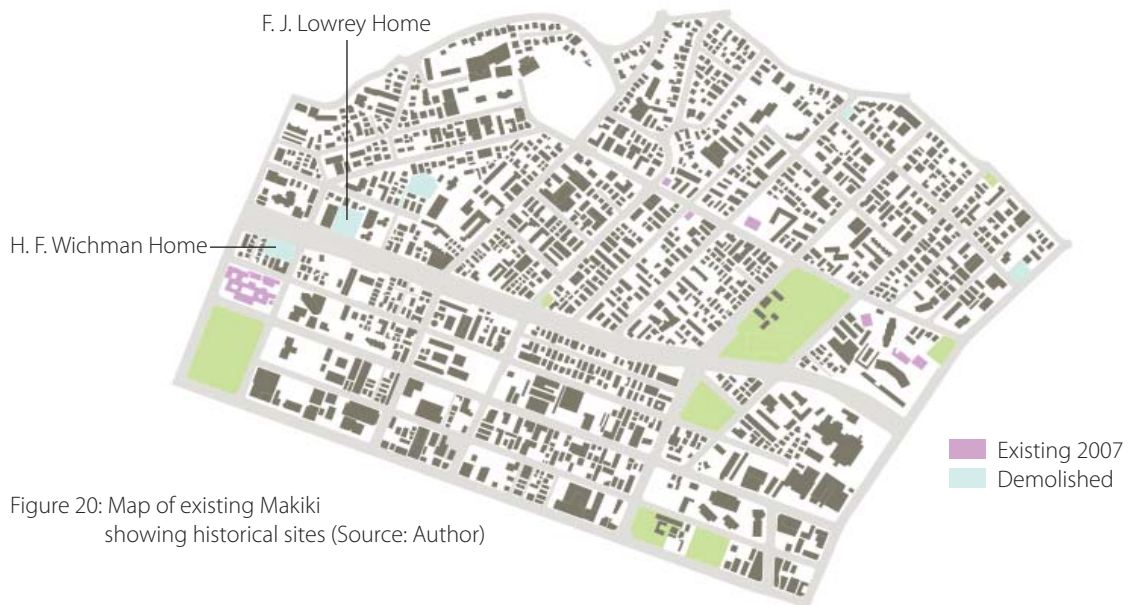 F. J. Lowrey Home
H. F. Wichman Home
Existing 2007
Demolished
Figure 20: Map of existing Makiki
showing historical sites (Source: Author)